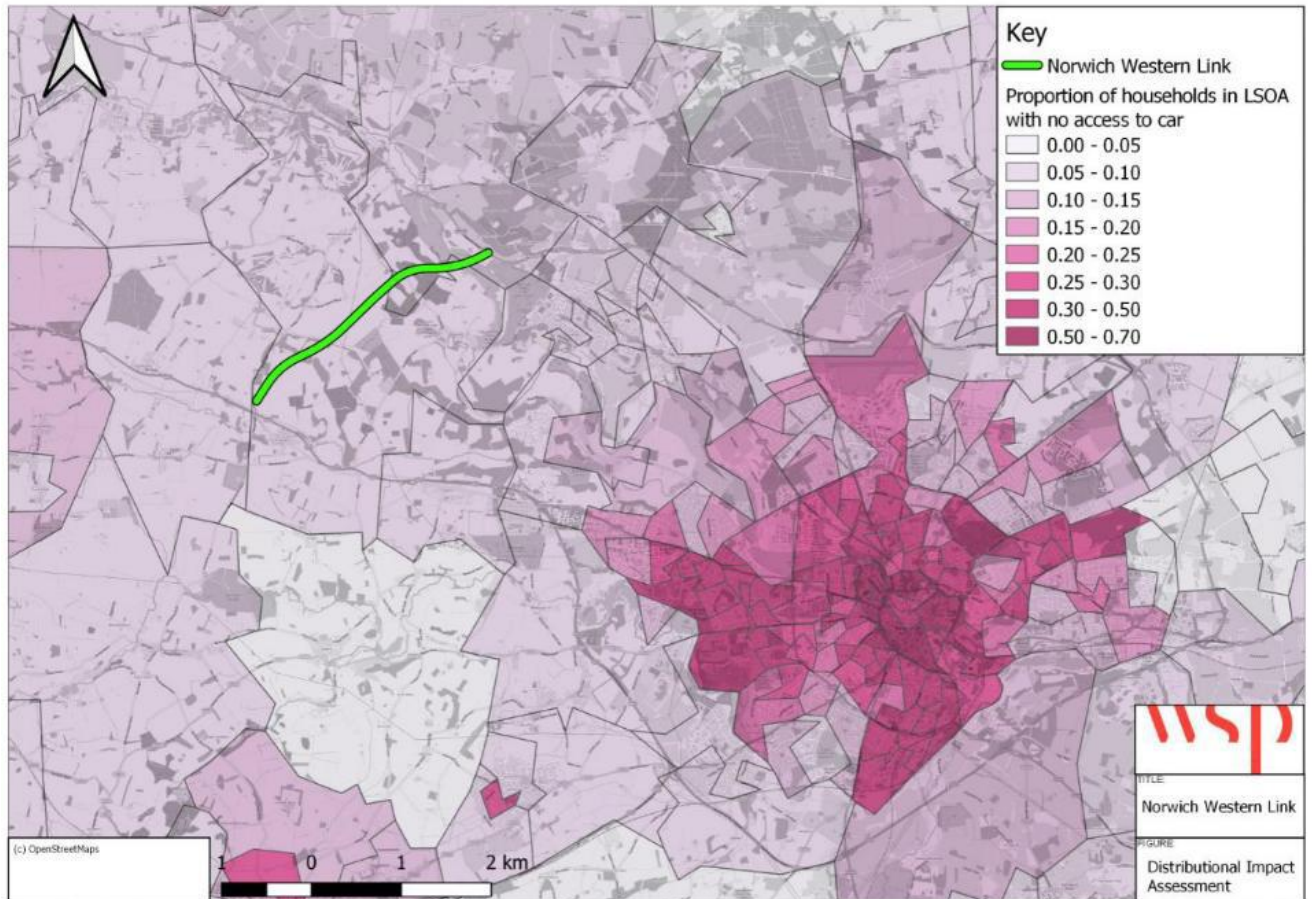 Key
Norwich Western Link
Proportion of households in LSOA
with no access to car
0.00 - 0.05
0.05 - 0.10
0.10 - 0.15
0.15 - 0.20
0.20 - 0.25
0.25 - 0.30
0.30 - 0.50
0.50 - 0.70
wsp
TITLE:
Norwich Western Link
FIGURE:
Distributional Impact
Assessment
(c) OpenStreetMaps
1 0 1 2 km